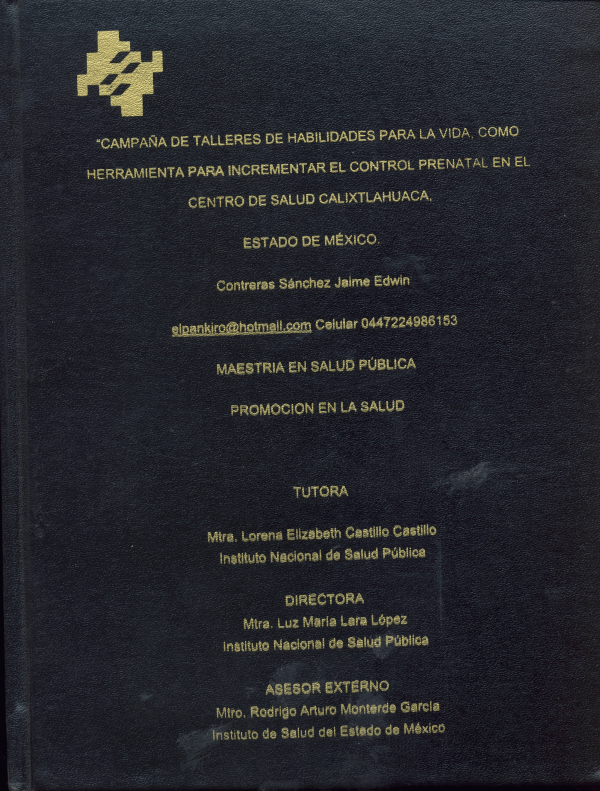 "CAMPAÑA DE TALLERES DE HABILIDADES PARA LA VIDA, COMO
HERRAMIENTA PARA INCREMENTAR EL CONTROL PRENATAL EN EL
CENTRO DE SALUD CALIXTLAHUACA,
ESTADO DE MÉXICO.
Contreras Sánchez Jaime Edwin
elpankiro@hotmail.com Celular 0447224986153
MAESTRIA EN SALUD PÚBLICA
PROMOCION EN LA SALUD
TUTORA
Mtra. Lorena Elizabeth Castillo Castillo
Instituto Nacional de Salud Pública
DIRECTORA
Mtra. Luz María Lara López
Instituto Nacional de Salud Pública
ASESOR EXTERNO
Mtro. Rodrigo Arturo Monterde García
Instituto de Salud del Estado de México